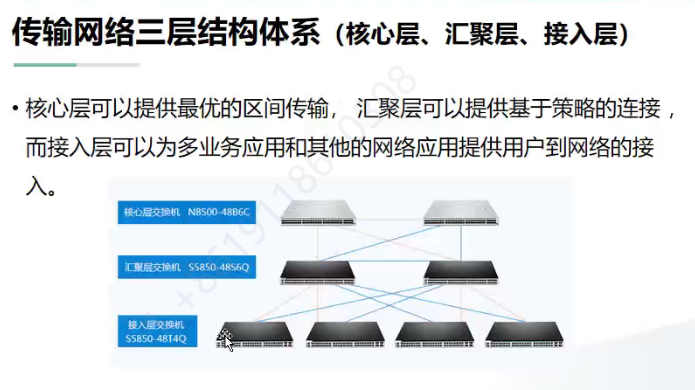 传输网络三层结构体系（核心层、汇聚层、接入层）
• 核心层可以提供最优的区间传输， 汇聚层可以提供基于策略的连接，
而接入层可以为多业务应用和其他的网络应用提供用户到网络的接
入。
核心层交换机 N8500-48B6C
汇聚层交换机 S5850-48S6Q
接入层交换机
S5850-48T4Q